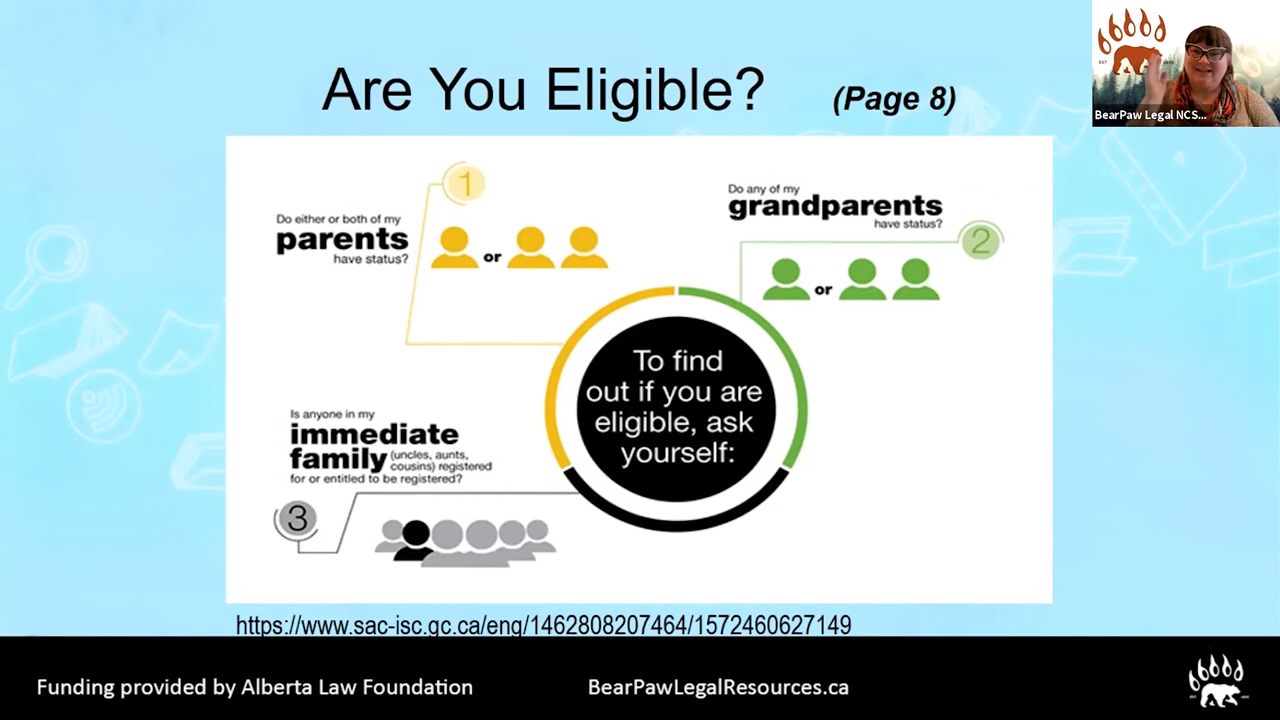 Are You Eligible? (Page 8)
BearPaw Legal NCS...
1
Do either or both of my
parents
have status?
or
Do any of my
grandparents
have status?
2
or
To find
out if you are
eligible, ask
yourself:
Is anyone in my
immediate
family (uncles, aunts,
cousins) registered
for or entitled to be registered?
3
https://www.sac-isc.gc.ca/eng/1462808207464/1572460627149
Funding provided by Alberta Law Foundation
BearPawLegalResources.ca